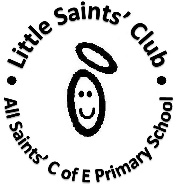 Little Saints' Club
All Saints' C of E Primary School